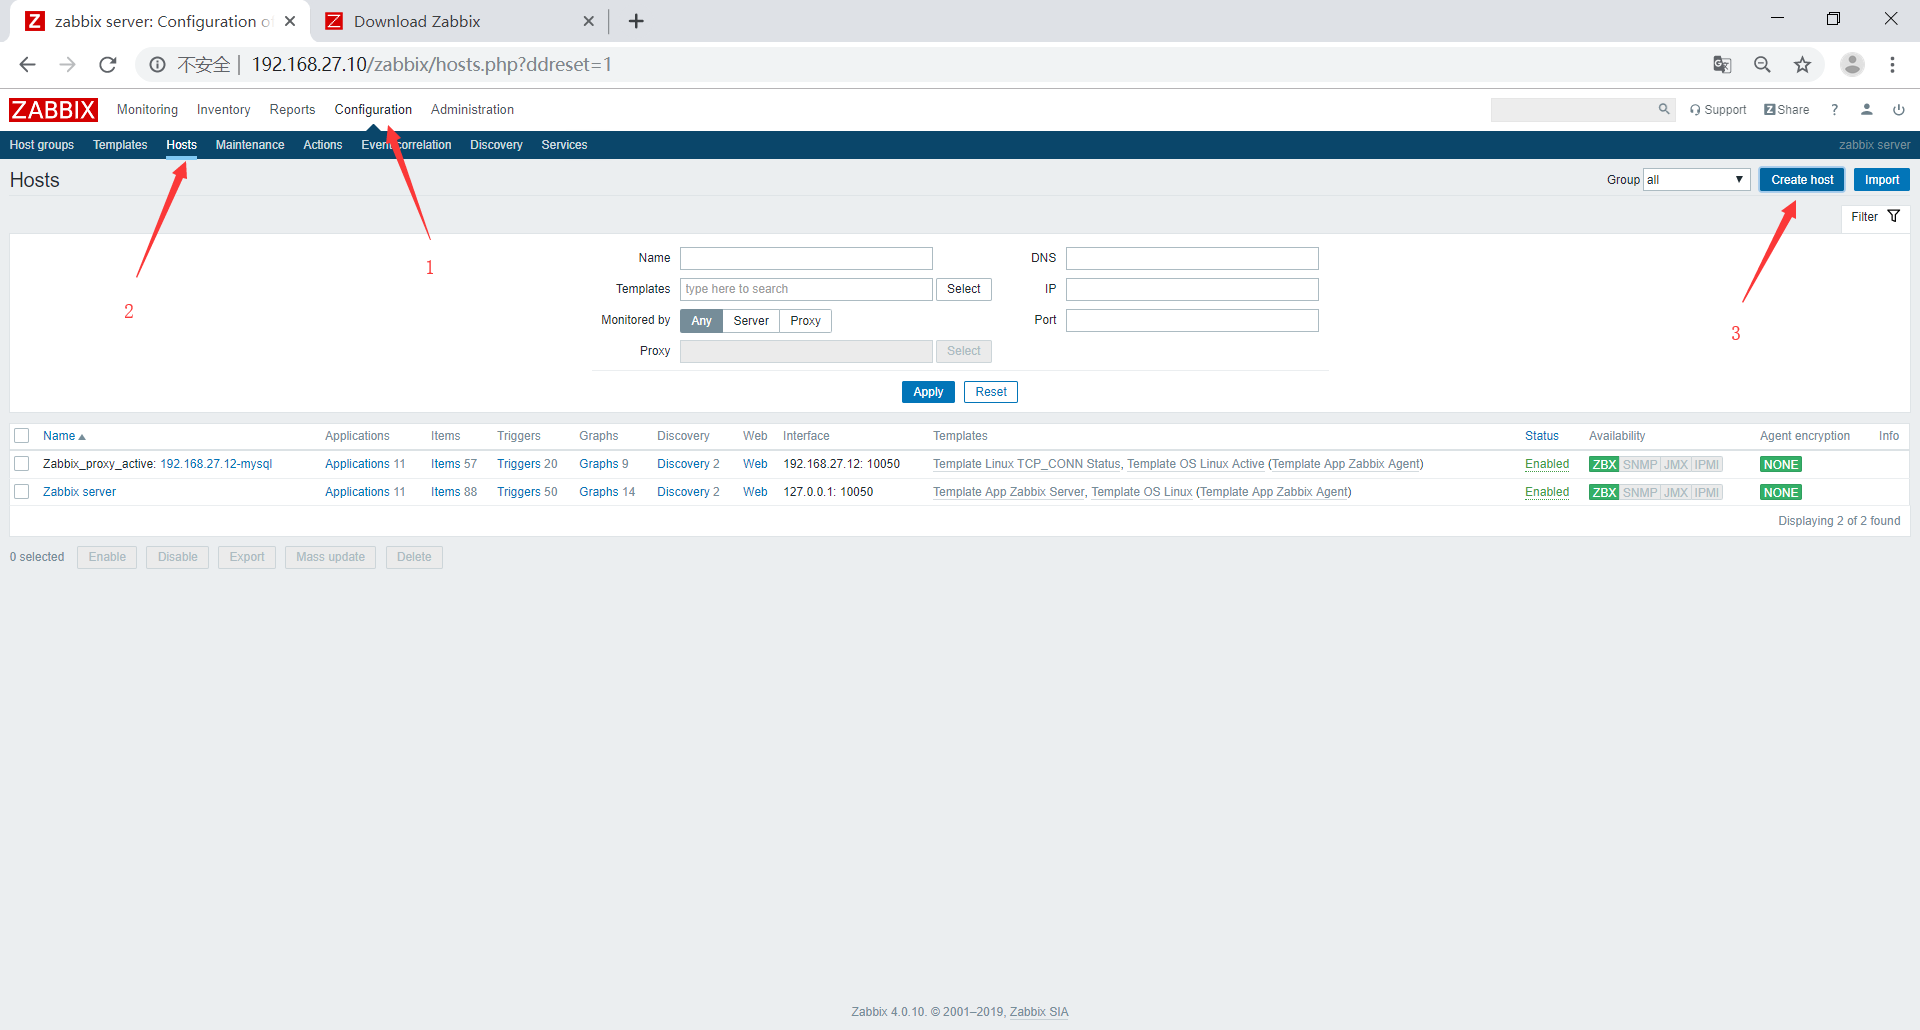 zabbix server: Configuration o
Download Zabbix
不安全 | 192.168.27.10/zabbix/hosts.php?ddreset=1
ZABBIX Monitoring Inventory Reports Configuration Administration Support Share ?
Host groups Templates Hosts Maintenance Actions Event correlation Discovery Services zabbix server
Hosts Group all Create host Import
Filter
Name DNS
Templates type here to search Select IP
Monitored by Any Server Proxy Port
Proxy Select
1
2
3
Apply Reset
Name Applications Items Triggers Graphs Discovery Web Interface Templates Status Availability Agent encryption Info
Zabbix_proxy_active: 192.168.27.12-mysql Applications 11 Items 57 Triggers 20 Graphs 9 Discovery 2 Web 192.168.27.12: 10050 Template Linux TCP_CONN Status, Template OS Linux Active (Template App Zabbix Agent) Enabled ZBX SNMP JMX IPMI NONE
Zabbix server Applications 11 Items 88 Triggers 50 Graphs 14 Discovery 2 Web 127.0.0.1: 10050 Template App Zabbix Server, Template OS Linux (Template App Zabbix Agent) Enabled ZBX SNMP JMX IPMI NONE
Displaying 2 of 2 found
0 selected Enable Disable Export Mass update Delete
Zabbix 4.0.10. © 2001–2019, Zabbix SIA